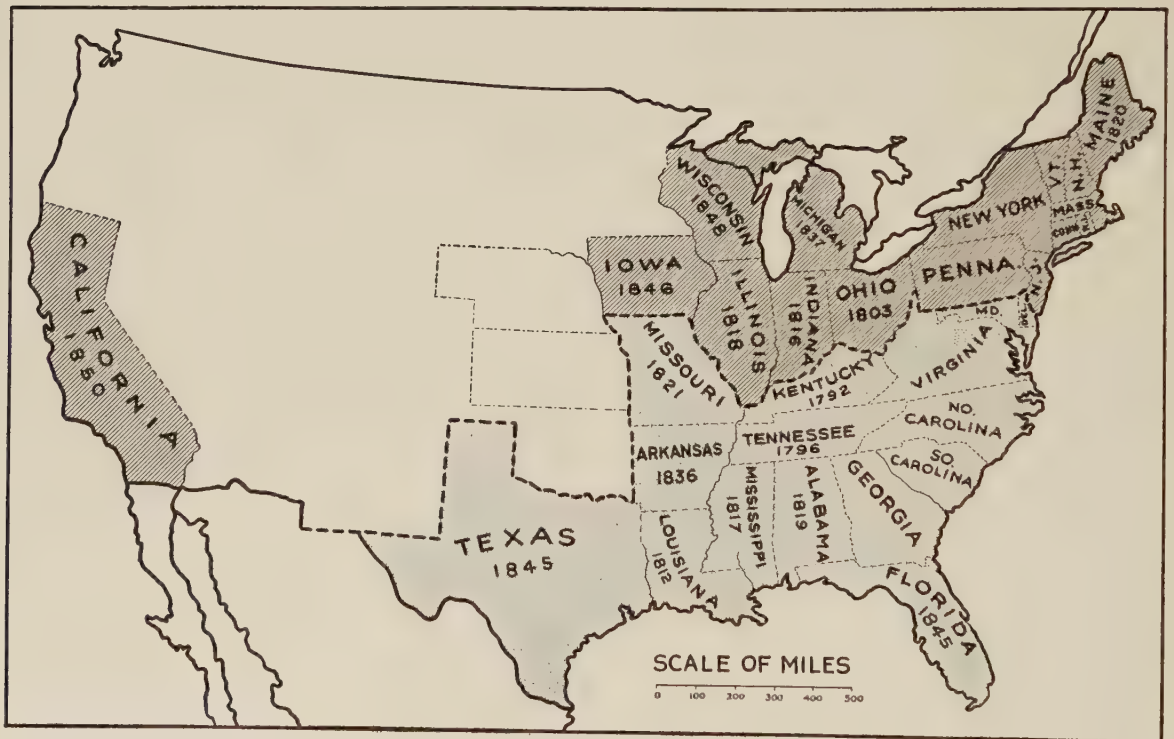 CALIFORNIA
1850
TEXAS
1845
IOWA
1846
MISSOURI
1821
ARKANSAS
1836
LOUISIANA
1812
WISCONSIN
1848
ILLINOIS
1818
MICHIGAN
1837
INDIANA
1816
OHIO
1803
KENTUCKY
1792
TENNESSEE
1796
MISSISSIPPI
1817
ALABAMA
1819
GEORGIA
FLORIDA
1845
SO.
CAROLINA
NO.
CAROLINA
VIRGINIA
MD.
DEL.
PENNA
N.J.
NEW YORK
CONN.
MASS.
VT.
N.H.
MAINE
1820
SCALE OF MILES
0 100 200 300 400 500